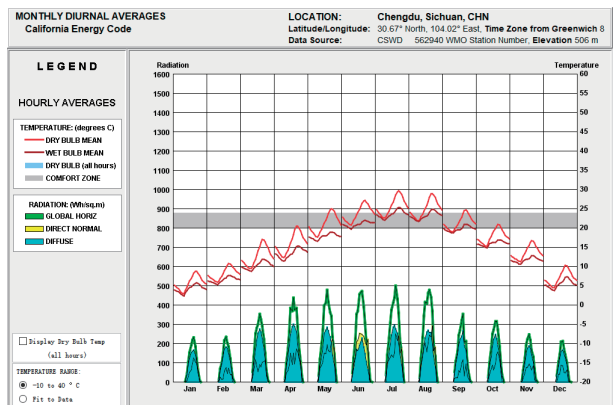 MONTHLY DIURNAL AVERAGES
California Energy Code
LOCATION: Chengdu, Sichuan, CHN
Latitude/Longitude: 30.67° North, 104.02° East, Time Zone from Greenwich 8
Data Source: CSWD 562940 WMO Station Number, Elevation 506 m
LEGEND
HOURLY AVERAGES
TEMPERATURE: (degrees C)
DRY BULB MEAN
WET BULB MEAN
DRY BULB (all hours)
COMFORT ZONE
RADIATION: (Wh/sq.m)
GLOBAL HORIZ
DIRECT NORMAL
DIFFUSE
Display Dry Bulb Temp
(all hours)
TEMPERATURE RANGE:
-10 to 40 ° C
Fit to Data
Radiation
1600
1500
1400
1300
1200
1100
1000
900
800
700
600
500
400
300
200
100
0
Temperature
60
55
50
45
40
35
30
25
20
15
10
5
0
-5
-10
-15
-20
Jan Feb Mar Apr May Jun Jul Aug Sep Oct Nov Dec